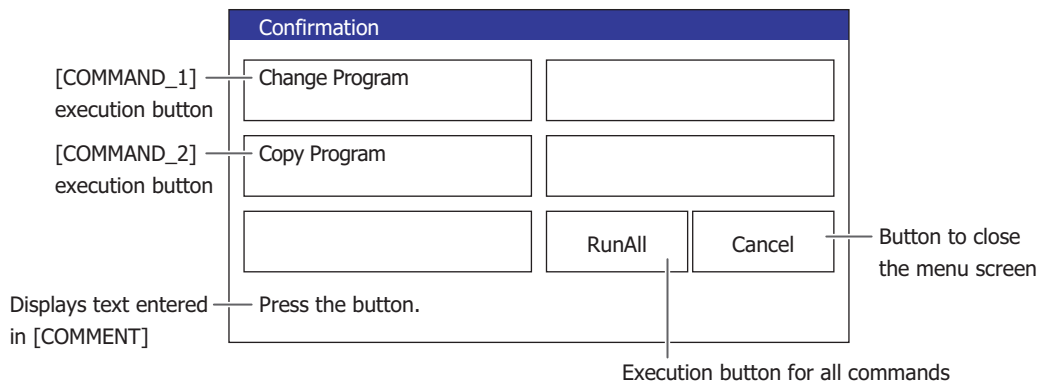 Confirmation
[COMMAND_1]
execution button
Change Program
[COMMAND_2]
execution button
Copy Program
RunAll
Cancel
Button to close
the menu screen
Displays text entered
in [COMMENT]
Press the button.
Execution button for all commands